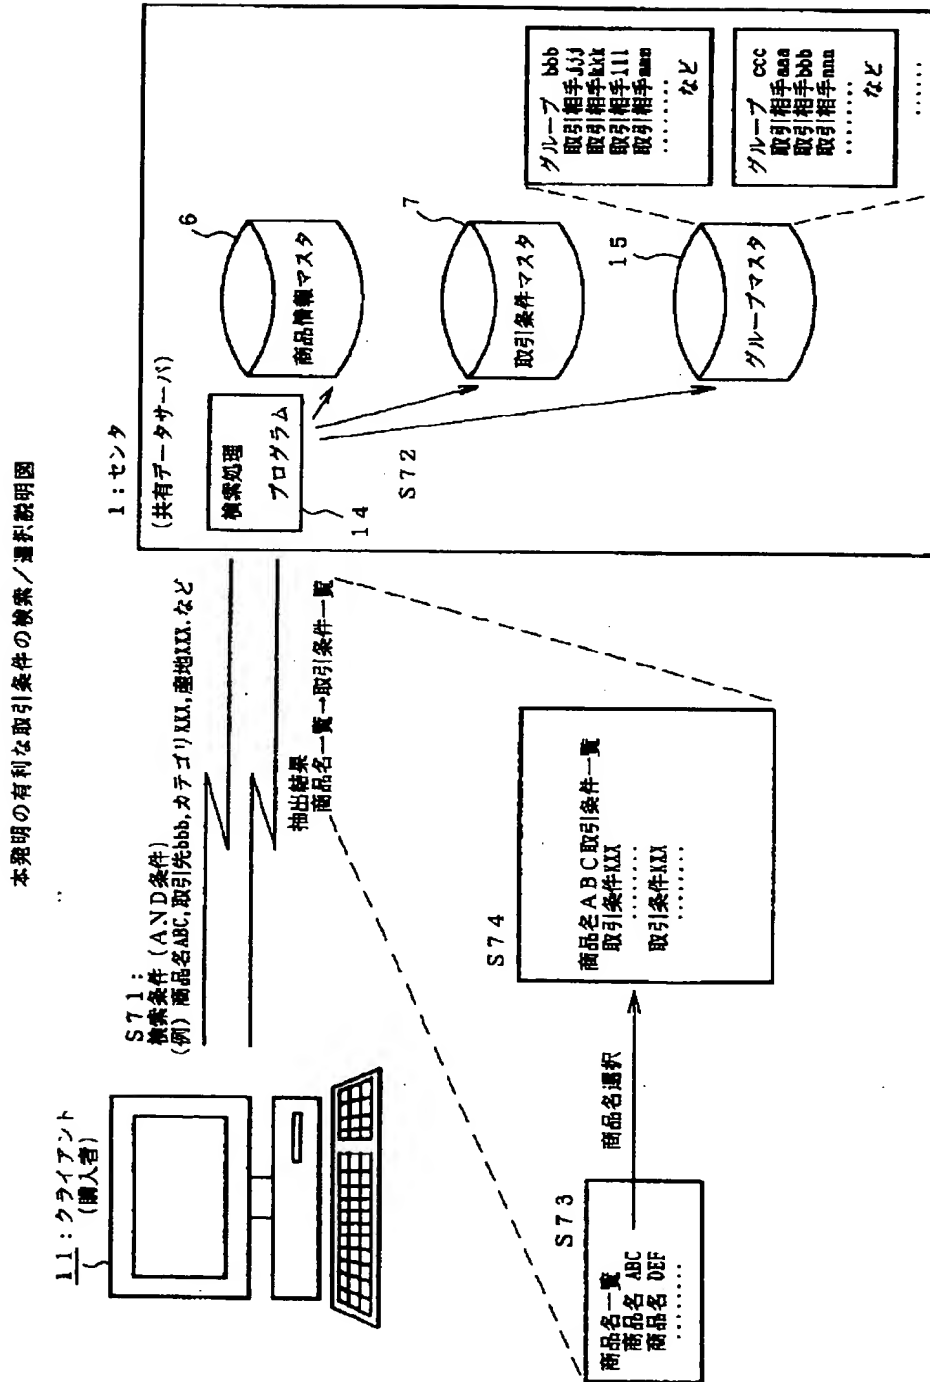 本発明の有利な取引条件の検索／選択説明図
11：クライアント
(購入者)
S71：
検索条件（AND条件）
(例) 商品名ABC,取引先bbb,カテゴリXXX,産地XXX.など
抽出結果
商品名一覧→取引条件一覧
1：センタ
(共有データサーバ)
検索処理
プログラム
14
S72
6
商品情報マスタ
7
取引条件マスタ
15
グループマスタ
グループ bbb
取引相手jjj
取引相手kkk
取引相手lll
取引相手mmm
........
など
グループ ccc
取引相手aaa
取引相手bbb
取引相手nnn
........
など
......
S73
商品名一覧
商品名 ABC
商品名 DEF
........
商品名選択
S74
商品名ABC取引条件一覧
取引条件XXX
........
取引条件XXX
........